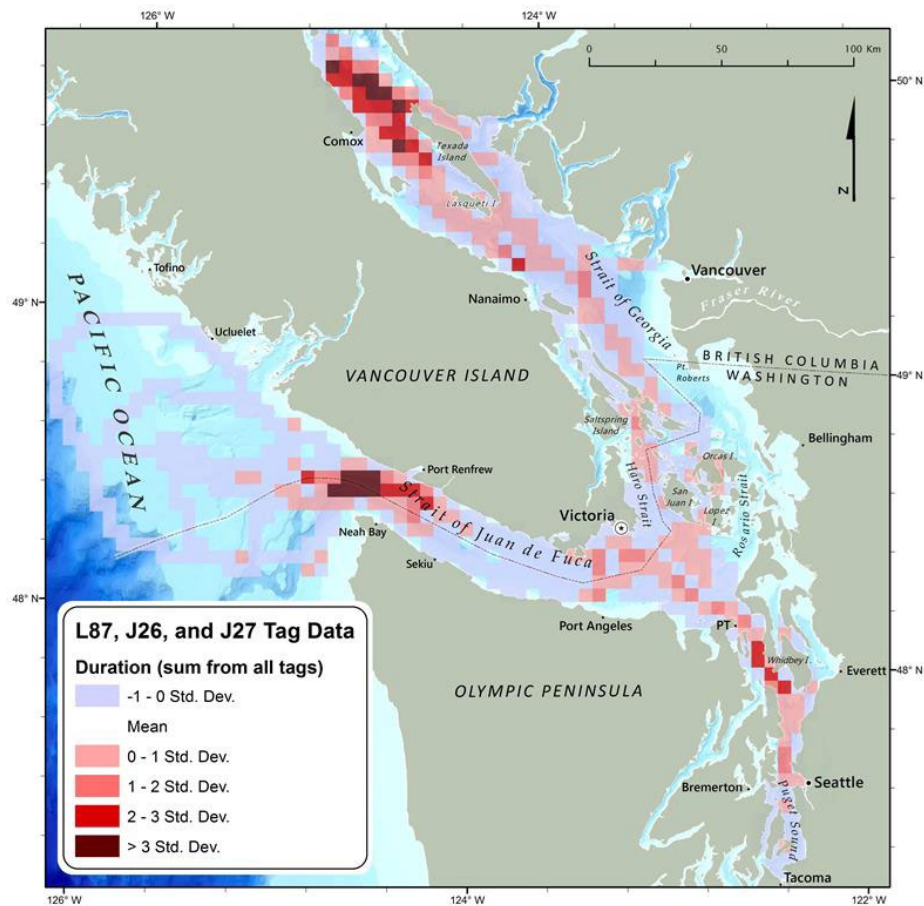 126° W
124° W
0
50
100 Km
50° N
Comox
Texada
Island
N
Lasqueti I
Strait of Georgia
Vancouver
Tofino
Nanaimo
Fraser River
49° N
Ucluelet
PACIFIC OCEAN
BRITISH COLUMBIA
WASHINGTON
Pt.
Roberts
49° N
VANCOUVER ISLAND
Saltspring
Island
Bellingham
Orcas I
Port Renfrew
Haro Strait
San
Juan I
Lopez
I
Rosario Strait
Victoria
Strait of Juan de Fuca
Neah Bay
Sekiu
48° N
Port Angeles
PT
Whidbey I
Everett
48° N
OLYMPIC PENINSULA
L87, J26, and J27 Tag Data
Duration (sum from all tags)
-1 - 0 Std. Dev.
Mean
0 - 1 Std. Dev.
1 - 2 Std. Dev.
2 - 3 Std. Dev.
> 3 Std. Dev.
Bremerton
Seattle
Puget Sound
Tacoma
126° W
124° W
122° W